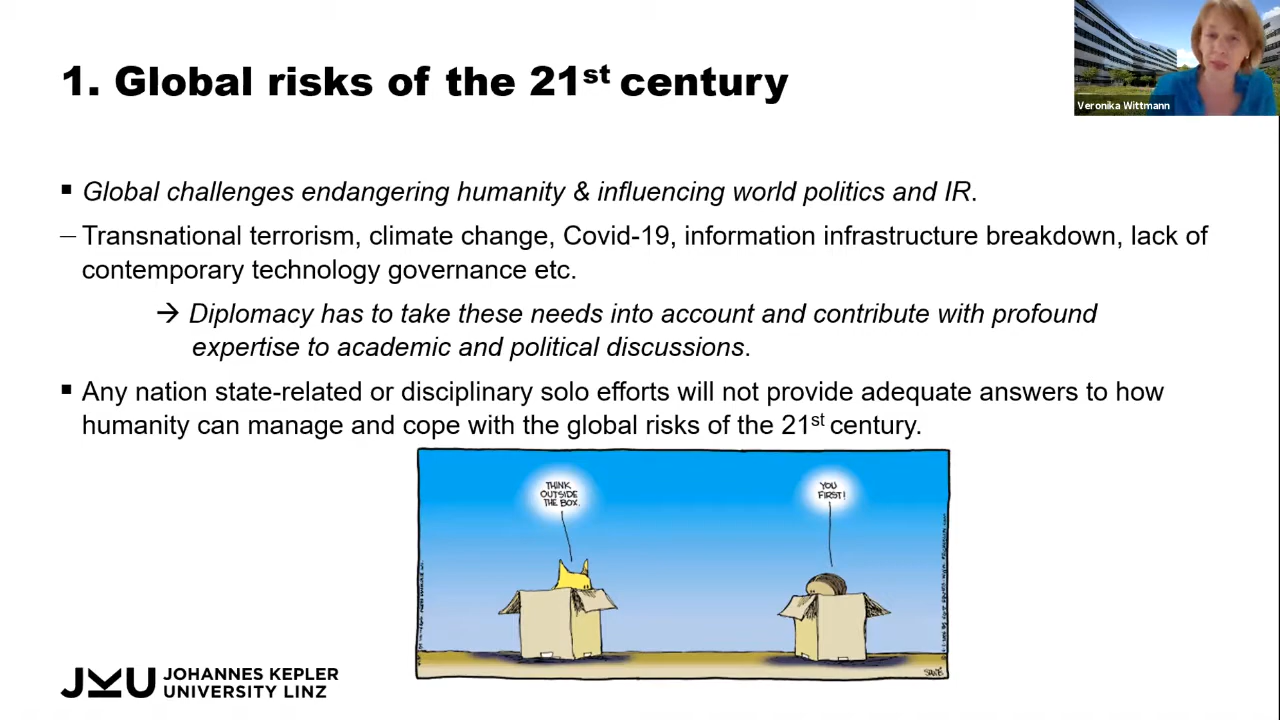 1. Global risks of the 21st century
Veronika Wittmann
▪ Global challenges endangering humanity & influencing world politics and IR.
– Transnational terrorism, climate change, Covid-19, information infrastructure breakdown, lack of
contemporary technology governance etc.
→ Diplomacy has to take these needs into account and contribute with profound
expertise to academic and political discussions.
▪ Any nation state-related or disciplinary solo efforts will not provide adequate answers to how
humanity can manage and cope with the global risks of the 21st century.
THINK
OUTSIDE
THE BOX.
YOU
FIRST!
JKU JOHANNES KEPLER
UNIVERSITY LINZ